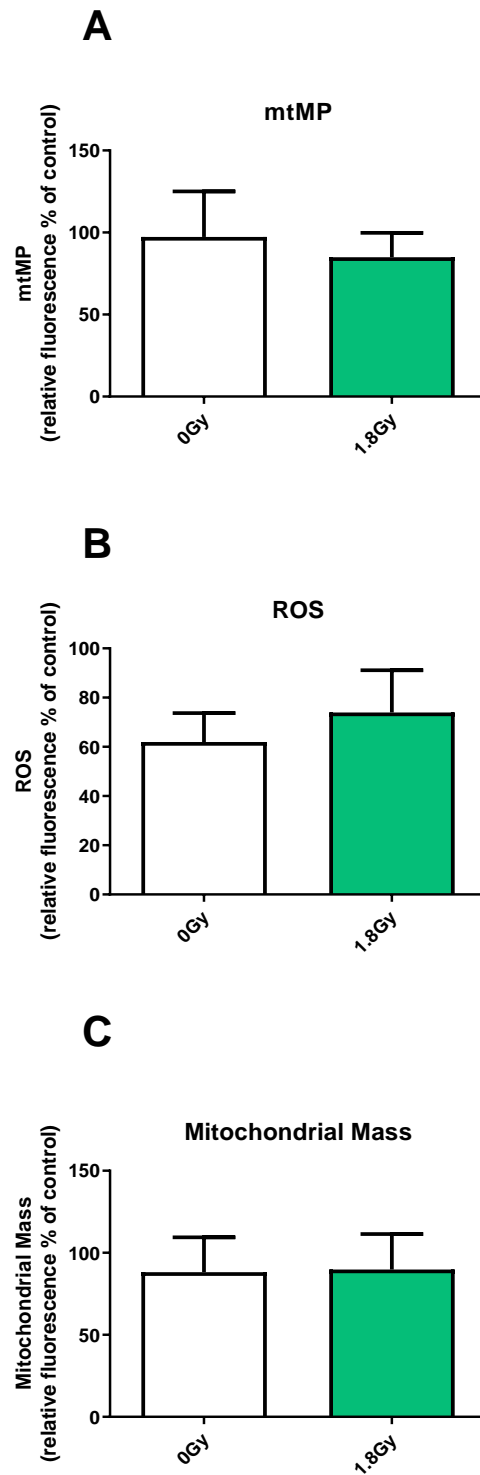 A
mtMP
mtMP
(relative fluorescence % of control)
150
100
50
0
0Gy
1.8Gy
B
ROS
ROS
(relative fluorescence % of control)
100
80
60
40
20
0
0Gy
1.8Gy
C
Mitochondrial Mass
Mitochondrial Mass
(relative fluorescence % of control)
150
100
50
0
0Gy
1.8Gy